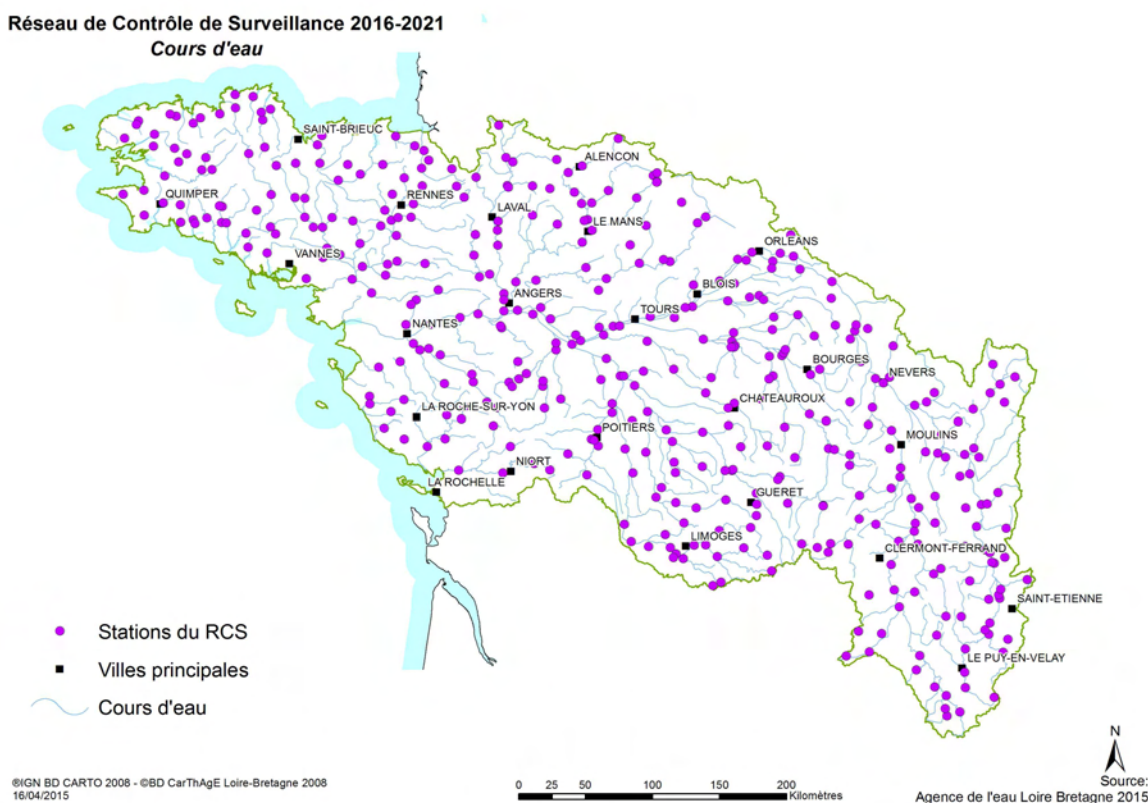 Réseau de Contrôle de Surveillance 2016-2021
Cours d'eau
SAINT-BRIEUC
ALENCON
QUIMPER
RENNES
LAVAL
LE MANS
ORLEANS
VANNES
BLOIS
ANGERS
TOURS
NANTES
BOURGES
NEVERS
CHATEAUROUX
LA ROCHE-SUR-YON
POITIERS
MOULINS
NIORT
LA ROCHELLE
GUERET
LIMOGES
CLERMONT-FERRAND
SAINT-ETIENNE
LE PUY-EN-VELAY
Stations du RCS
Villes principales
Cours d'eau
N
®IGN BD CARTO 2008 - ©BD CarThAgE Loire-Bretagne 2008
16/04/2015
0 25 50 100 150 200
Kilomètres
Source:
Agence de l'eau Loire Bretagne 2015